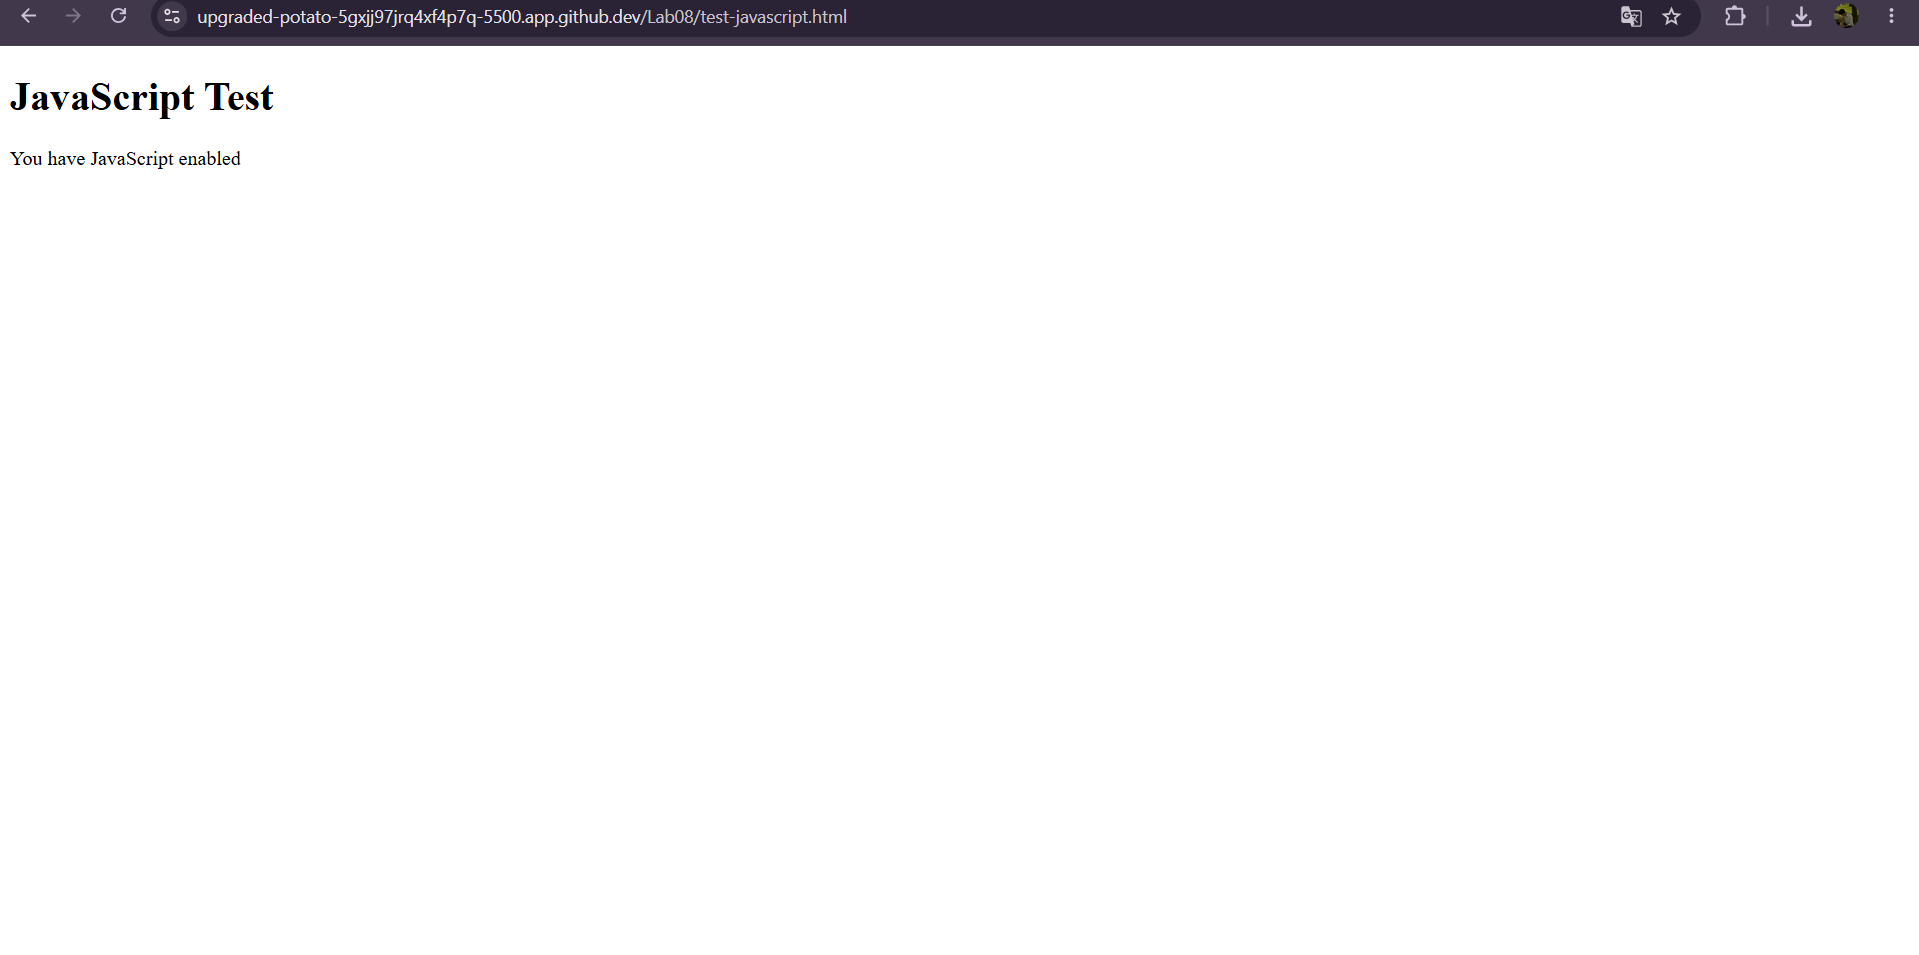 upgraded-potato-5gxjj97jrq4xf4p7q-5500.app.github.dev/Lab08/test-javascript.html
JavaScript Test
You have JavaScript enabled